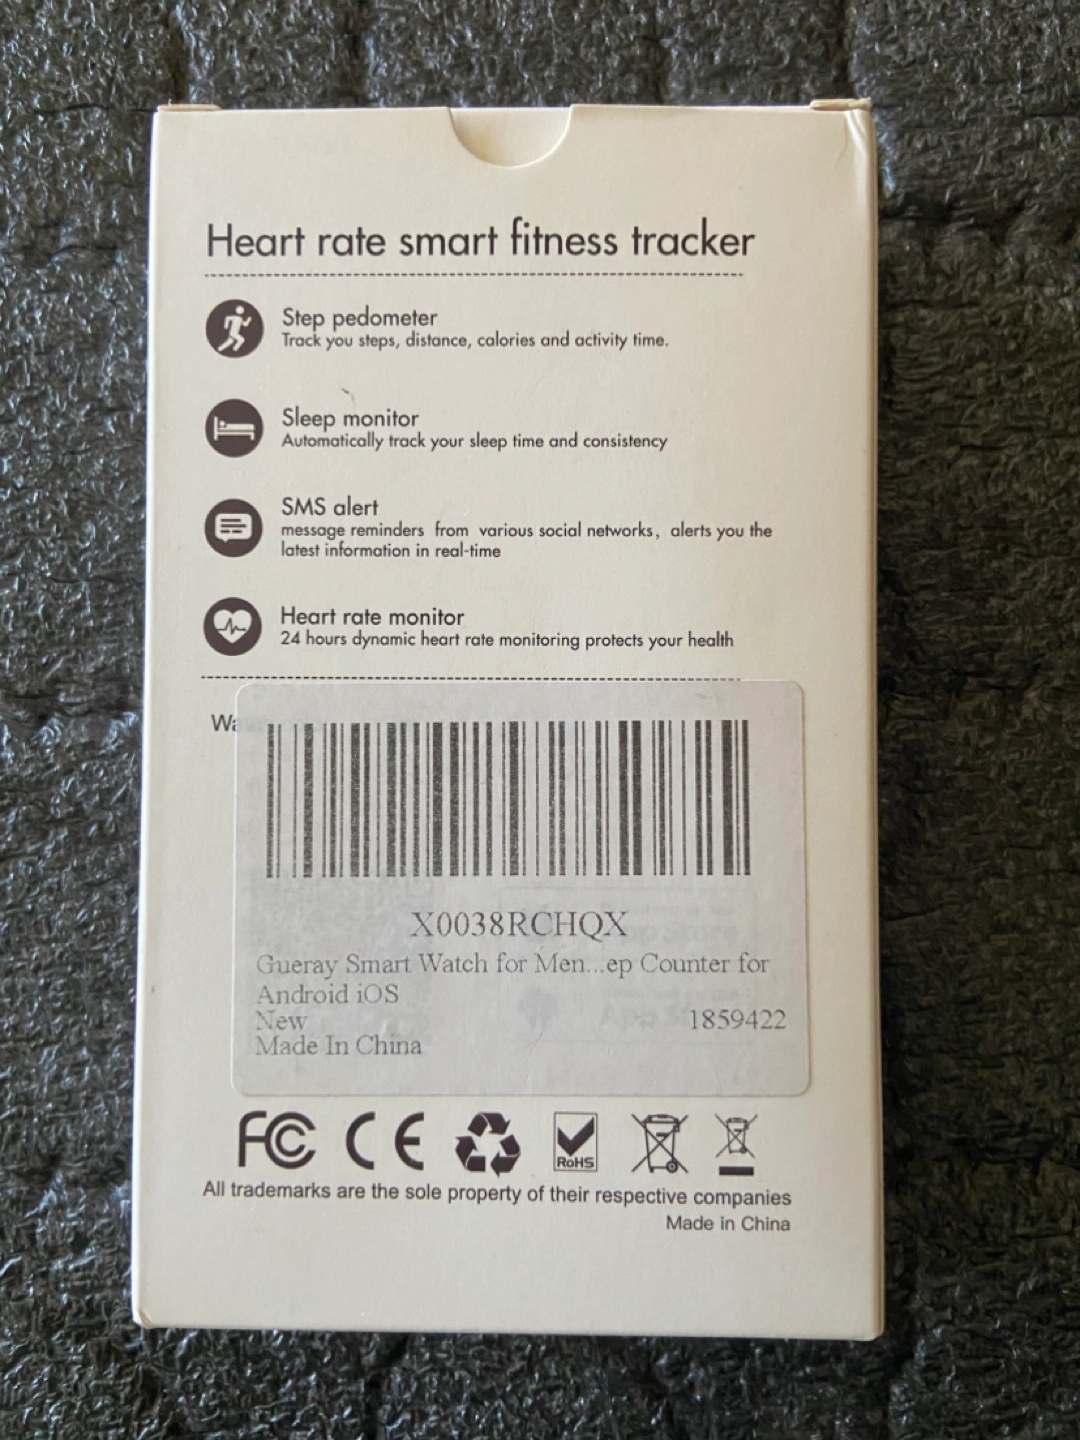 Heart rate smart fitness tracker
Step pedometer
Track you steps, distance, calories and activity time.
Sleep monitor
Automatically track your sleep time and consistency
SMS alert
message reminders from various social networks, alerts you the
latest information in real-time
Heart rate monitor
24 hours dynamic heart rate monitoring protects your health
X0038RCHQX
Gueray Smart Watch for Men...ep Counter for
Android iOS
New 1859422
Made In China
FC CE RoHS
All trademarks are the sole property of their respective companies
Made in China